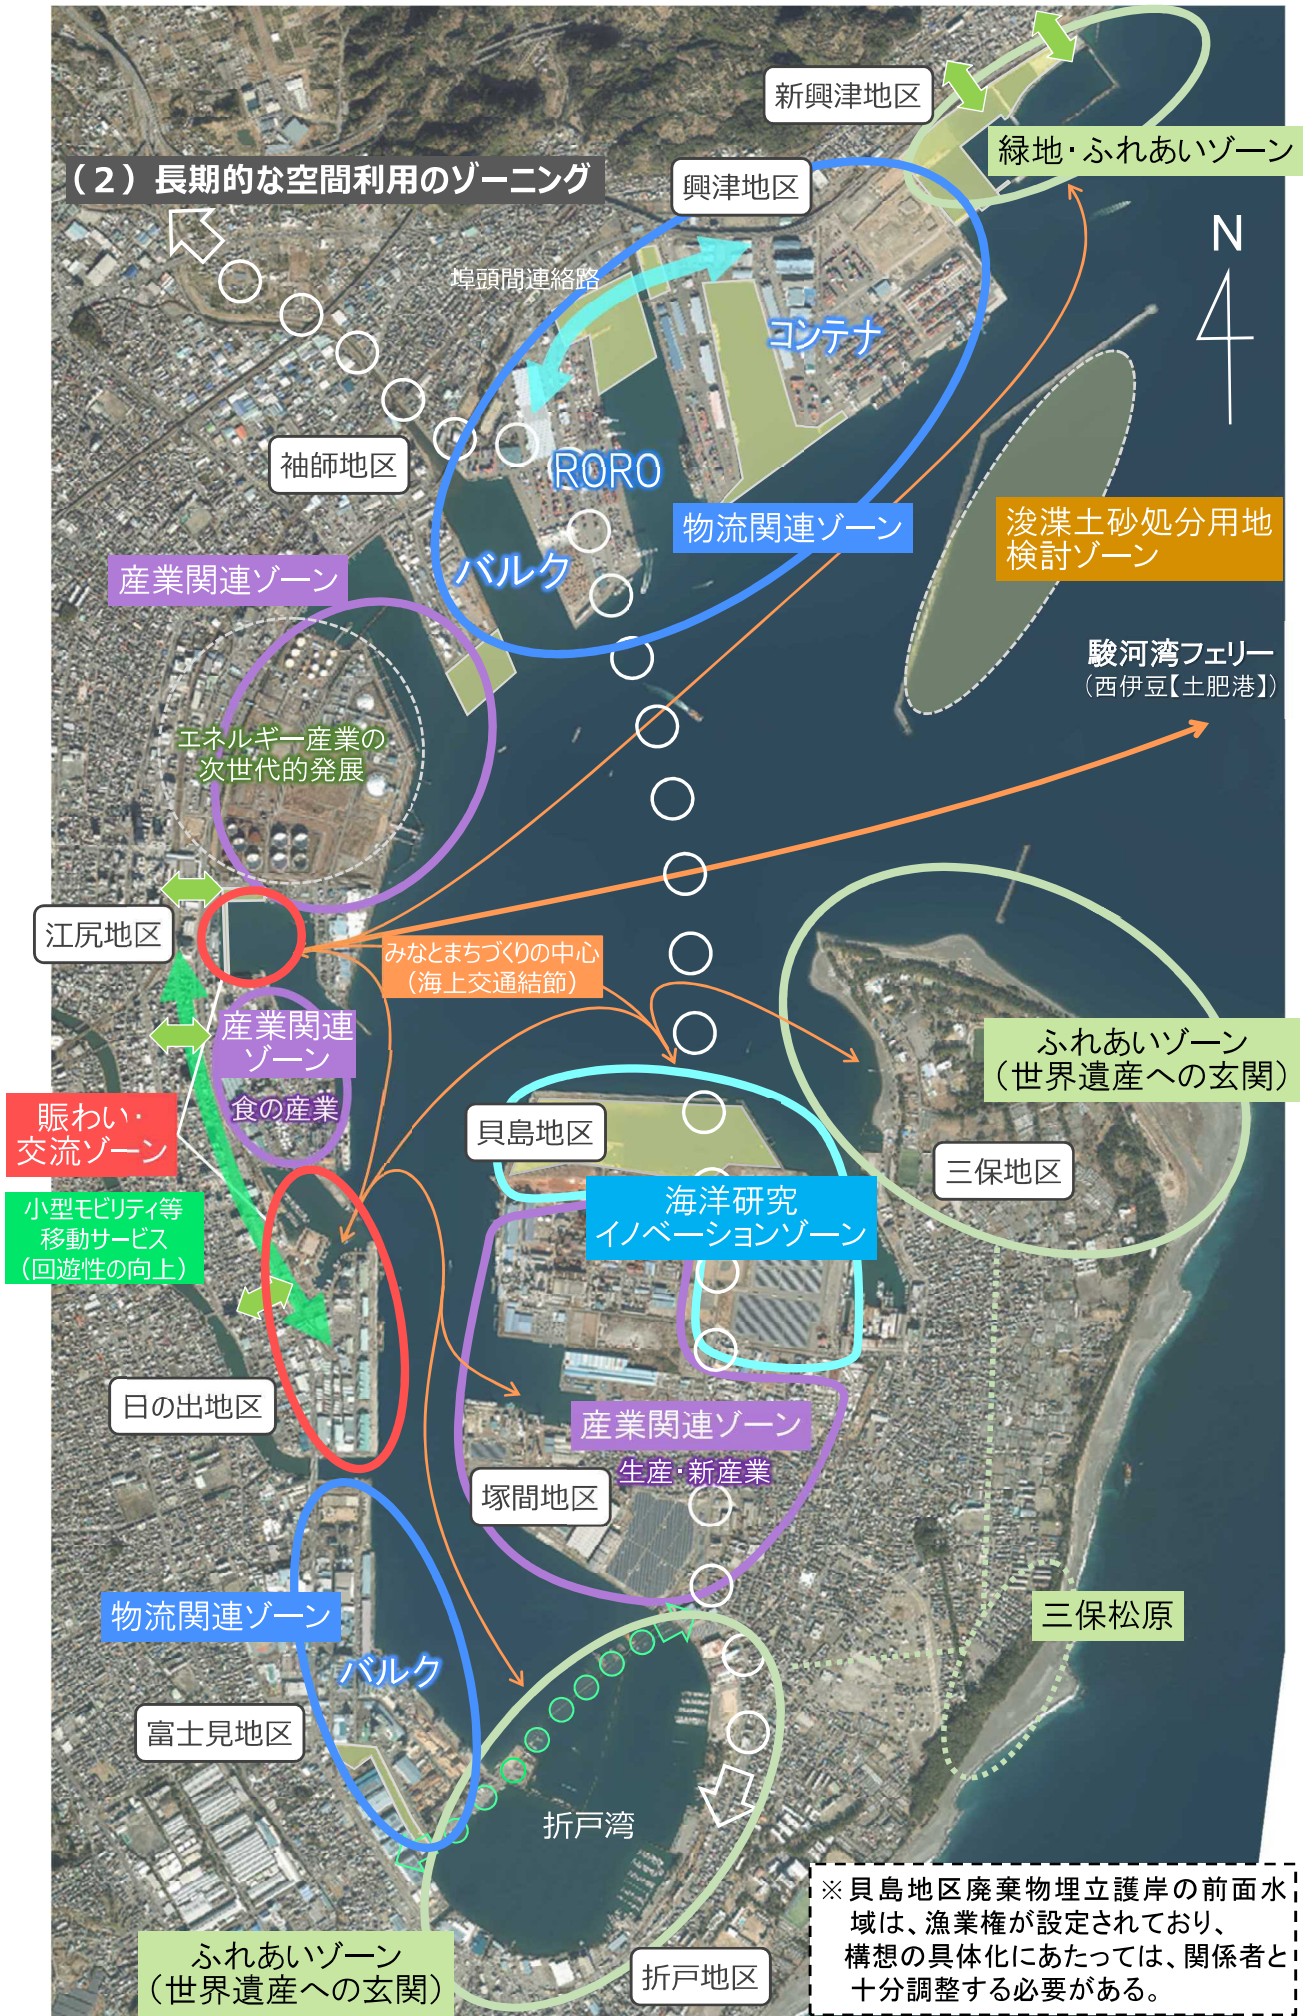 新興津地区
緑地・ふれあいゾーン
（２）長期的な空間利用のゾーニング
興津地区
N
埠頭間連絡路
コンテナ
袖師地区
RORO
物流関連ゾーン
浚渫土砂処分用地
検討ゾーン
バルク
産業関連ゾーン
駿河湾フェリー
（西伊豆【土肥港】）
エネルギー産業の
次世代的発展
江尻地区
みなとまちづくりの中心
（海上交通結節）
産業関連
ゾーン
食の産業
ふれあいゾーン
（世界遺産への玄関）
賑わい・
交流ゾーン
貝島地区
三保地区
小型モビリティ等
移動サービス
（回遊性の向上）
海洋研究
イノベーションゾーン
日の出地区
産業関連ゾーン
生産・新産業
塚間地区
物流関連ゾーン
三保松原
バルク
富士見地区
折戸湾
※貝島地区廃棄物埋立護岸の前面水
域は、漁業権が設定されており、
構想の具体化にあたっては、関係者と
十分調整する必要がある。
ふれあいゾーン
（世界遺産への玄関）
折戸地区